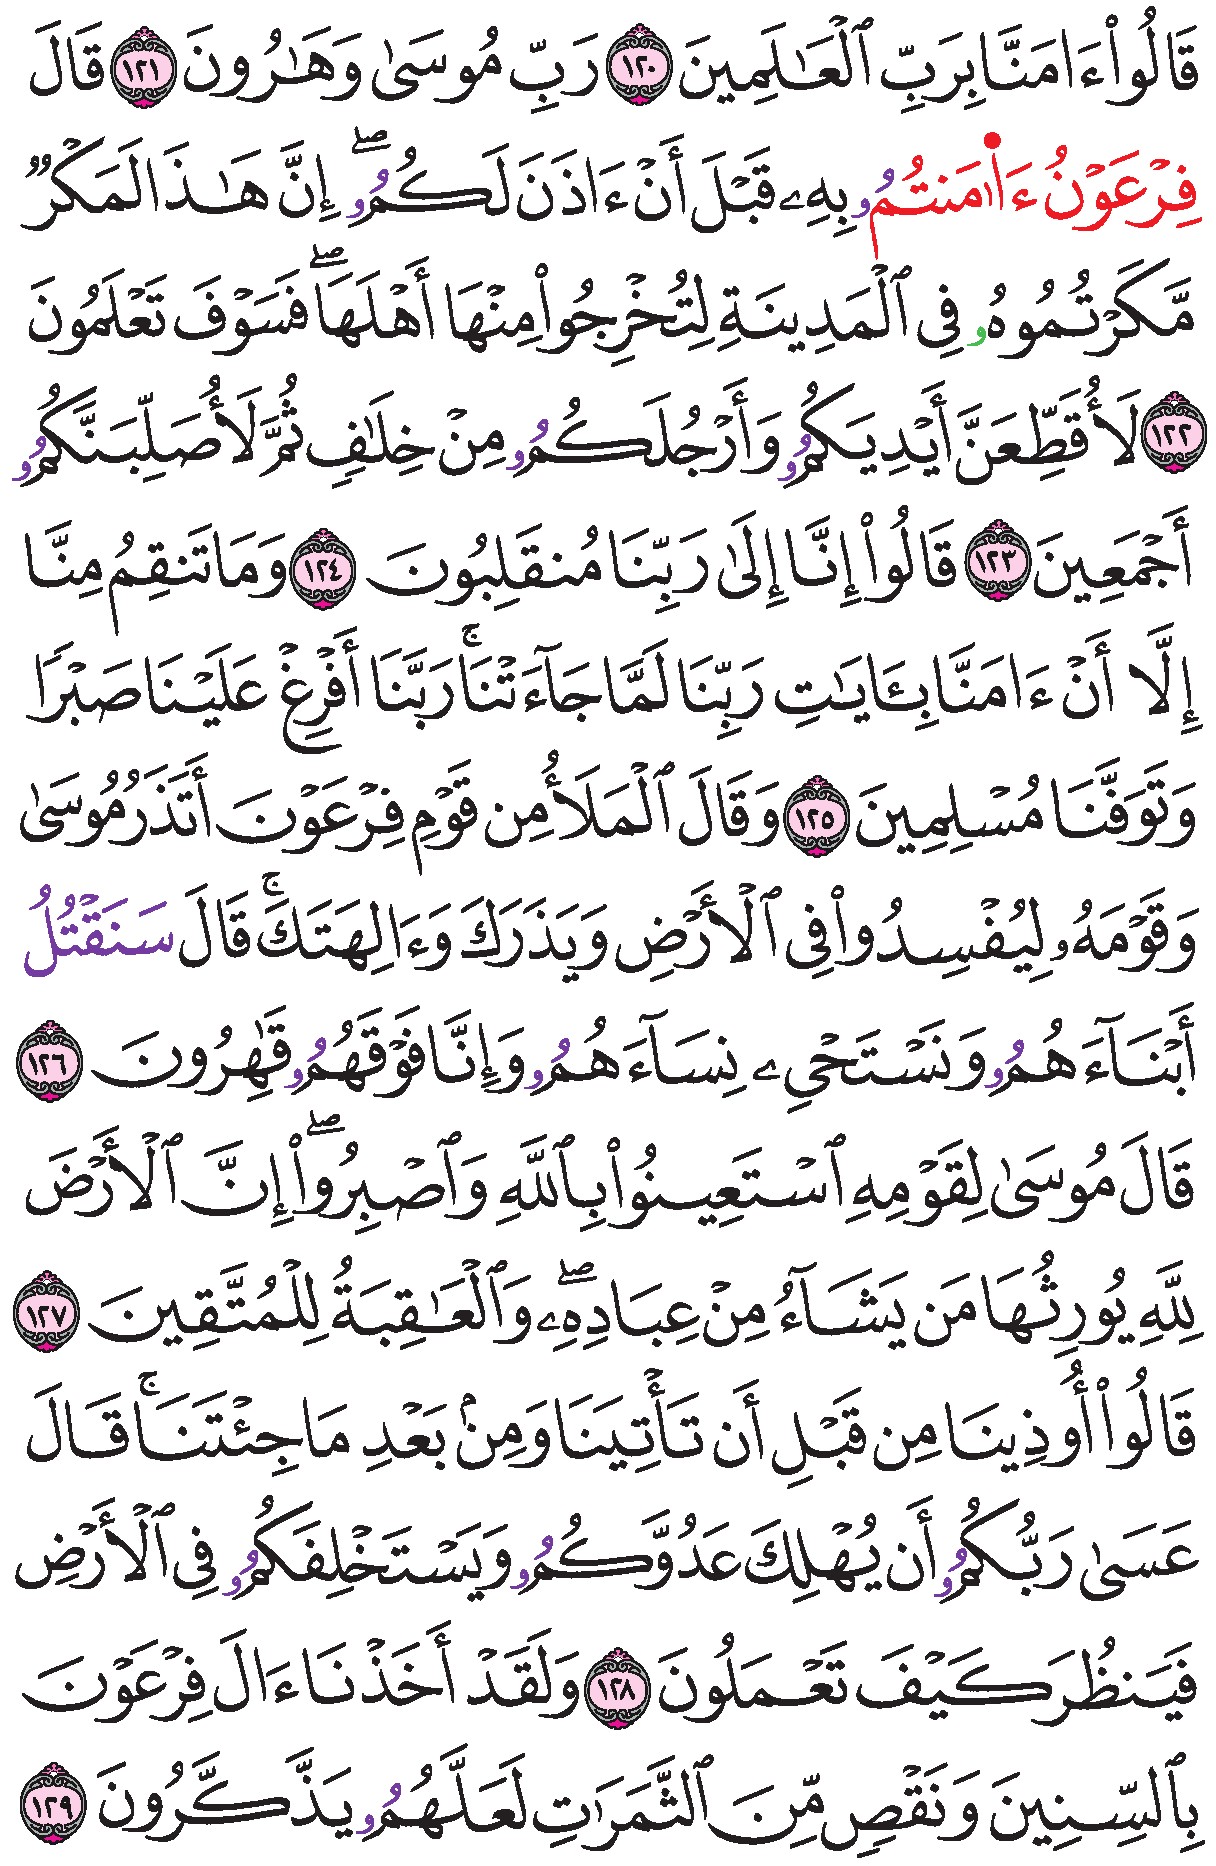 قَالُوٓاْ ءَامَنَّا بِرَبِّ ٱلۡعَـٰلَمِينَ ١٢٠ رَبِّ مُوسَىٰ وَهَـٰرُونَ ١٢١ قَالَ
فِرۡعَوۡنُ ءَاٰ۬مَنتُمُۥ بِهِۦ قَبۡلَ أَنۡ ءَاذَنَ لَكُمُۥۖ إِنَّ هَـٰذَا لَمَكۡرٞ
مَّكَرۡتُمُوهُۥ فِي ٱلۡمَدِينَةِ لِتُخۡرِجُواْ مِنۡهَا أَهۡلَهَاۖ فَسَوۡفَ تَعۡلَمُونَ
١٢٢ لَأُقَطِّعَنَّ أَيۡدِيَكُمُۥ وَأَرۡجُلَكُمُۥ مِنۡ خِلَٰفٖ ثُمَّ لَأُصَلِّبَنَّكُمُۥ
أَجۡمَعِينَ ١٢٣ قَالُوٓاْ إِنَّا إِلَىٰ رَبِّنَا مُنقَلِبُونَ ١٢٤ وَمَا تَنقِمُ مِنَّا
إِلَّا أَنۡ ءَامَنَّا بِـَٔايَٰتِ رَبِّنَا لَمَّا جَآءَتۡنَاۚ رَبَّنَا أَفۡرِغۡ عَلَيۡنَا صَبۡرٗا
وَتَوَفَّنَا مُسۡلِمِينَ ١٢٥ وَقَالَ ٱلۡمَلَأُ مِن قَوۡمِ فِرۡعَوۡنَ أَتَذَرُ مُوسَىٰ
وَقَوۡمَهُۥ لِيُفۡسِدُواْ فِي ٱلۡأَرۡضِ وَيَذَرَكَ وَءَالِهَتَكَۚ قَالَ سَنَقۡتُلُ
أَبۡنَآءَهُمُۥ وَنَسۡتَحۡيِۦ نِسَآءَهُمُۥ وَإِنَّا فَوۡقَهُمُۥ قَٰهِرُونَ ١٢٦
قَالَ مُوسَىٰ لِقَوۡمِهِ ٱسۡتَعِينُواْ بِٱللَّهِ وَٱصۡبِرُواْۖ إِنَّ ٱلۡأَرۡضَ
لِلَّهِ يُورِثُهَا مَن يَشَآءُ مِنۡ عِبَادِهِۦۖ وَٱلۡعَٰقِبَةُ لِلۡمُتَّقِينَ ١٢٧
قَالُوٓاْ أُوذِينَا مِن قَبۡلِ أَن تَأۡتِيَنَا وَمِنۢ بَعۡدِ مَا جِئۡتَنَاۚ قَالَ
عَسَىٰ رَبُّكُمُۥ أَن يُهۡلِكَ عَدُوَّكُمُۥ وَيَسۡتَخۡلِفَكُمُۥ فِي ٱلۡأَرۡضِ
فَيَنظُرَ كَيۡفَ تَعۡمَلُونَ ١٢٨ وَلَقَدۡ أَخَذۡنَا ءَالَ فِرۡعَوۡنَ
بِٱلسِّنِينَ وَنَقۡصٖ مِّنَ ٱلثَّمَرَٰتِ لَعَلَّهُمُۥ يَذَّكَّرُونَ ١٢٩